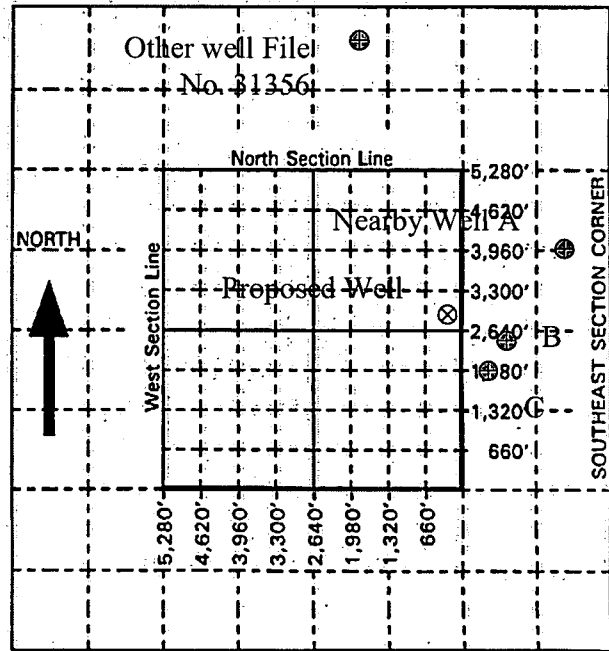 Other well File
No. 31356
North Section Line
5,280'
4,620'
Nearby Well A
NORTH
3,960'
Proposed Well
3,300'
West Section Line
2,640'
B
1,980'
1,320'
C
660'
SOUTHEAST SECTION CORNER
5,280'
4,620'
3,960'
3,300'
2,640'
1,980'
1,320'
660'